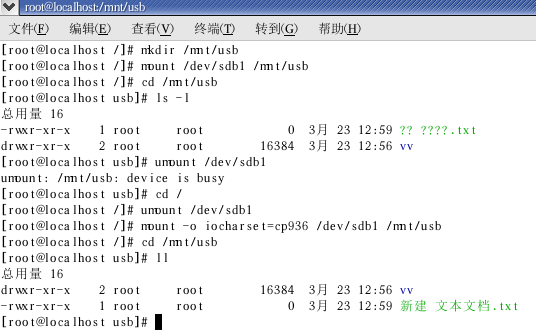 root@localhost:/mnt/usb
文件(F) 编辑(E) 查看(V) 终端(T) 转到(G) 帮助(H)
[root@localhost /]# mkdir /mnt/usb
[root@localhost /]# mount /dev/sdb1 /mnt/usb
[root@localhost /]# cd /mnt/usb
[root@localhost usb]# ls -l
总用量 16
-rwxr-xr-x 1 root root 0 3月 23 12:59 ?? ????.txt
drwxr-xr-x 2 root root 16384 3月 23 12:56 vv
[root@localhost usb]# umount /dev/sdb1
umount: /mnt/usb: device is busy
[root@localhost usb]# cd /
[root@localhost /]# umount /dev/sdb1
[root@localhost /]# mount -o iocharset=cp936 /dev/sdb1 /mnt/usb
[root@localhost /]# cd /mnt/usb
[root@localhost usb]# ll
总用量 16
drwxr-xr-x 2 root root 16384 3月 23 12:56 vv
-rwxr-xr-x 1 root root 0 3月 23 12:59 新建 文本文档.txt
[root@localhost usb]#